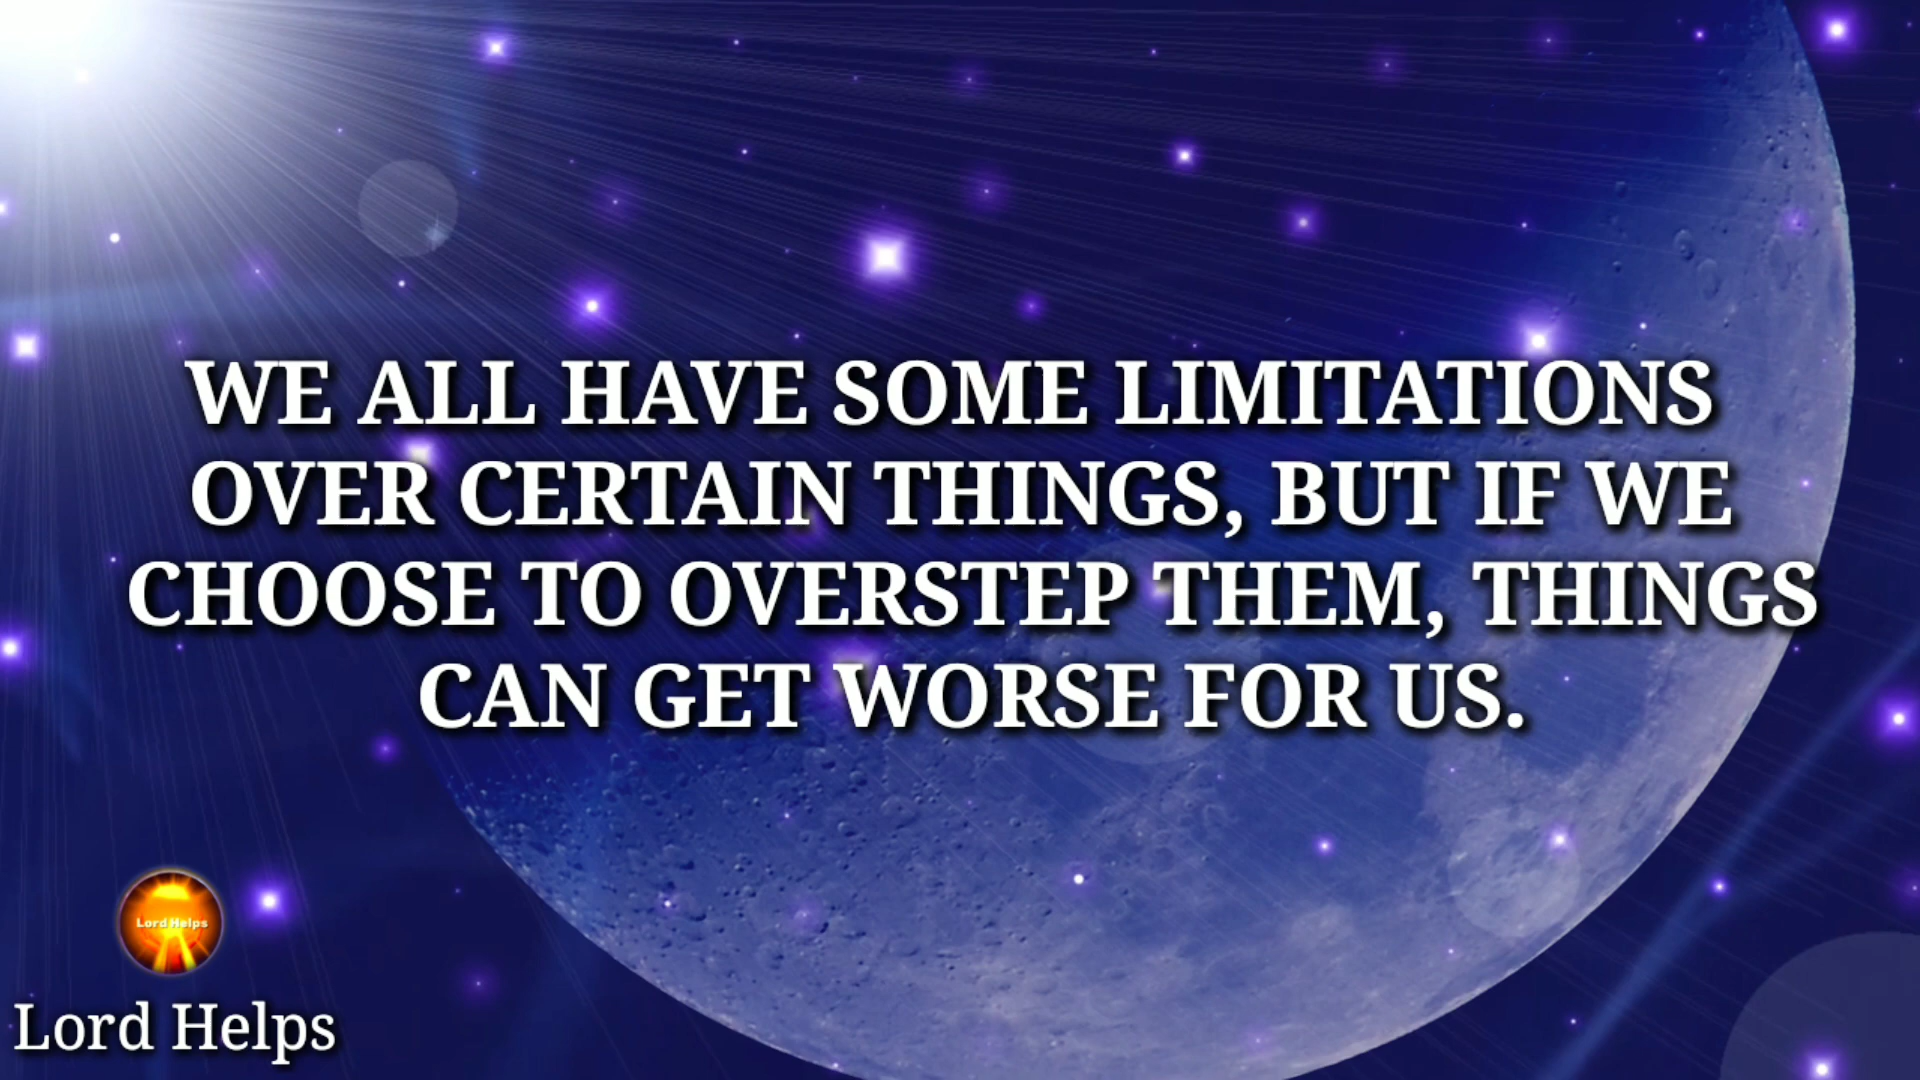 WE ALL HAVE SOME LIMITATIONS
OVER CERTAIN THINGS, BUT IF WE
CHOOSE TO OVERSTEP THEM, THINGS
CAN GET WORSE FOR US.
Lord Helps
Lord Helps